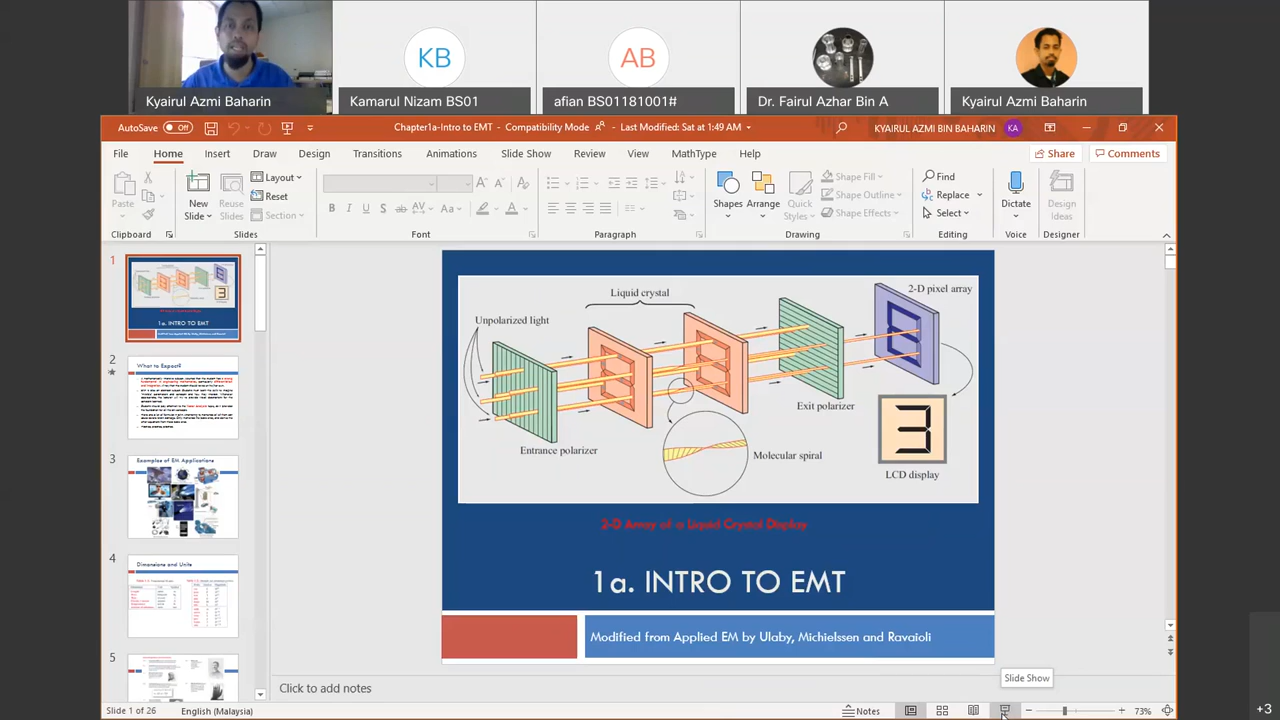 KB
AB
Kyairul Azmi Baharin
Kamarul Nizam BS01
afian BS01181001#
Dr. Fairul Azhar Bin A
Kyairul Azmi Baharin
AutoSave Off
Chapter1a-Intro to EMT - Compatibility Mode
Last Modified: Sat at 1:49 AM
KYAIRUL AZMI BIN BAHARIN KA
File Home Insert Draw Design Transitions Animations Slide Show Review View MathType Help
Share Comments
Paste
New Slide
Reuse Slides
Layout
Reset
Section
Shapes
Arrange
Quick Styles
Shape Fill
Shape Outline
Shape Effects
Find
Replace
Select
Dictate
Design Ideas
Clipboard Slides Font Paragraph Drawing Editing Voice Designer
1
1a. INTRO TO EMT
2
What to Expect?
3
Examples of EM Applications
4
Dimensions and Units
5
Liquid crystal
2-D pixel array
Unpolarized light
Exit polarizer
Entrance polarizer
Molecular spiral
LCD display
2-D Array of a Liquid Crystal Display
1a. INTRO TO EMT
Modified from Applied EM by Ulaby, Michielssen and Ravaioli
Slide Show
Click to add notes
Slide 1 of 26 English (Malaysia) Notes 73%
+3